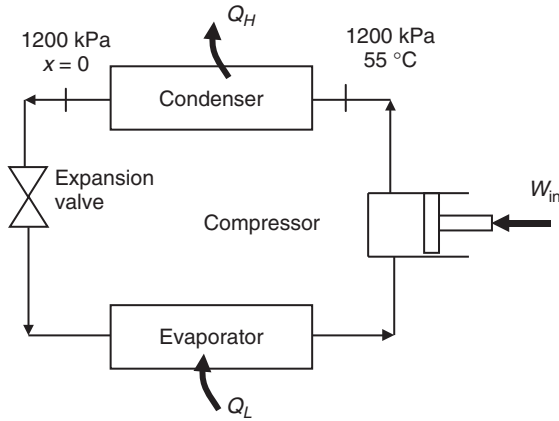 Q_H
1200 kPa
x = 0
1200 kPa
55 °C
Condenser
Expansion
valve
Compressor
W_in
Evaporator
Q_L